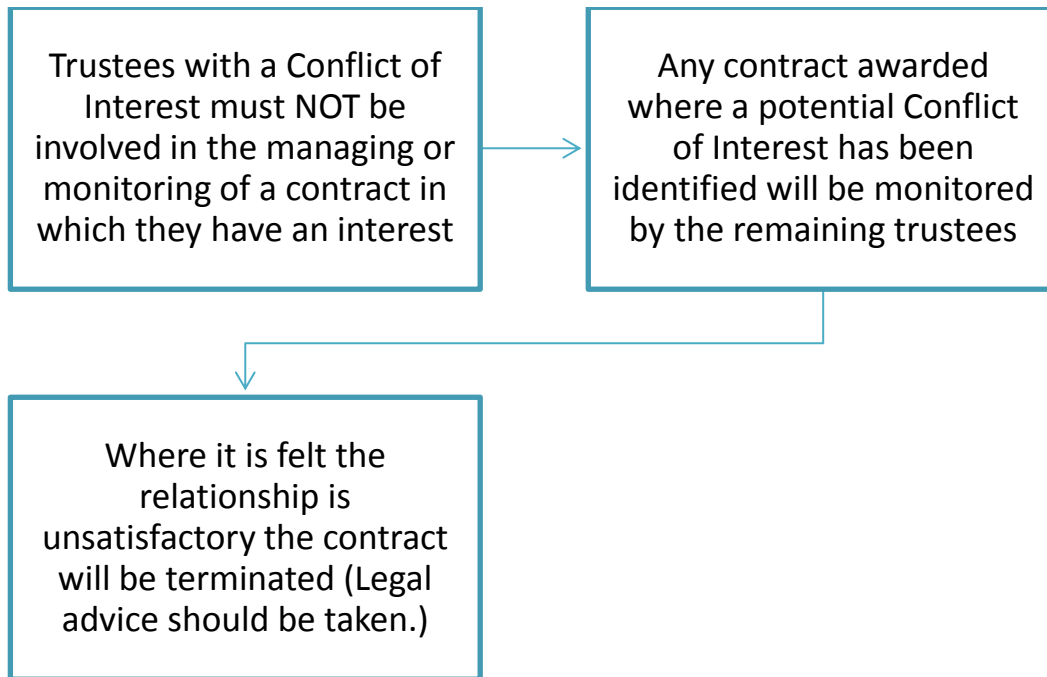 Trustees with a Conflict of
Interest must NOT be
involved in the managing or
monitoring of a contract in
which they have an interest
Any contract awarded
where a potential Conflict
of Interest has been
identified will be monitored
by the remaining trustees
Where it is felt the
relationship is
unsatisfactory the contract
will be terminated (Legal
advice should be taken.)